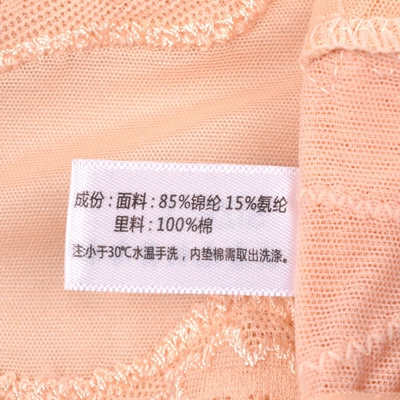 成份 : 面料 : 85%锦纶 15%氨纶
里料 : 100%棉
注:小于30℃水温手洗，内垫棉需取出洗涤。